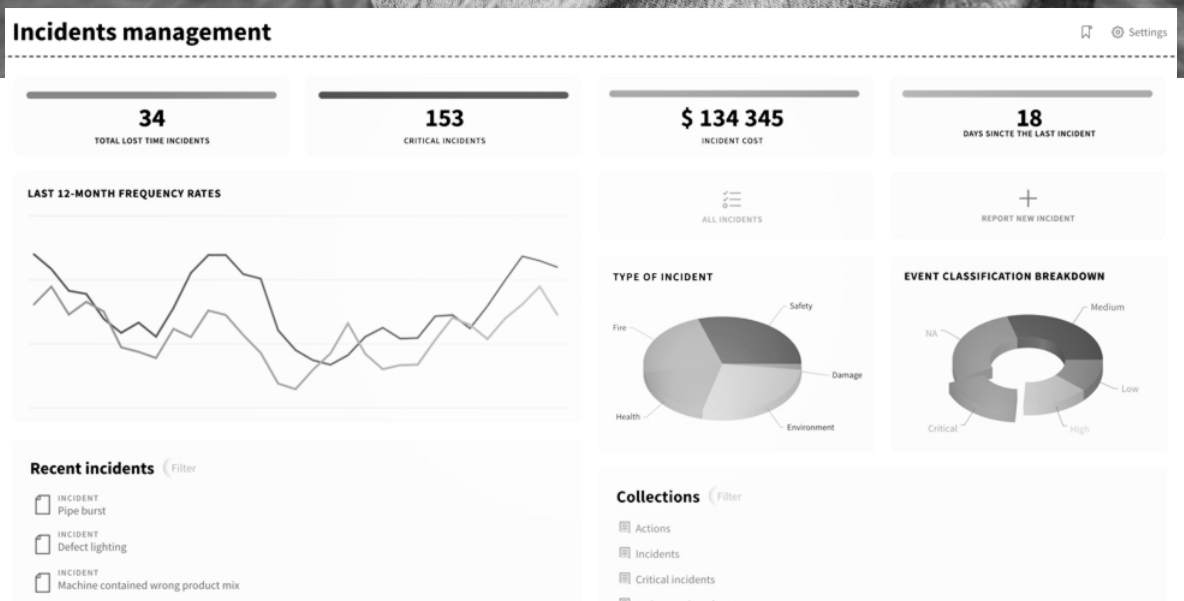 Incidents management
Settings
34
TOTAL LOST TIME INCIDENTS
153
CRITICAL INCIDENTS
$ 134 345
INCIDENT COST
18
DAYS SINCTE THE LAST INCIDENT
LAST 12-MONTH FREQUENCY RATES
ALL INCIDENTS
REPORT NEW INCIDENT
TYPE OF INCIDENT
Safety
Fire
Damage
Health
Environment
EVENT CLASSIFICATION BREAKDOWN
Medium
NA
Low
Critical
High
Recent incidents
Filter
INCIDENT
Pipe burst
INCIDENT
Defect lighting
INCIDENT
Machine contained wrong product mix
Collections
Filter
Actions
Incidents
Critical incidents